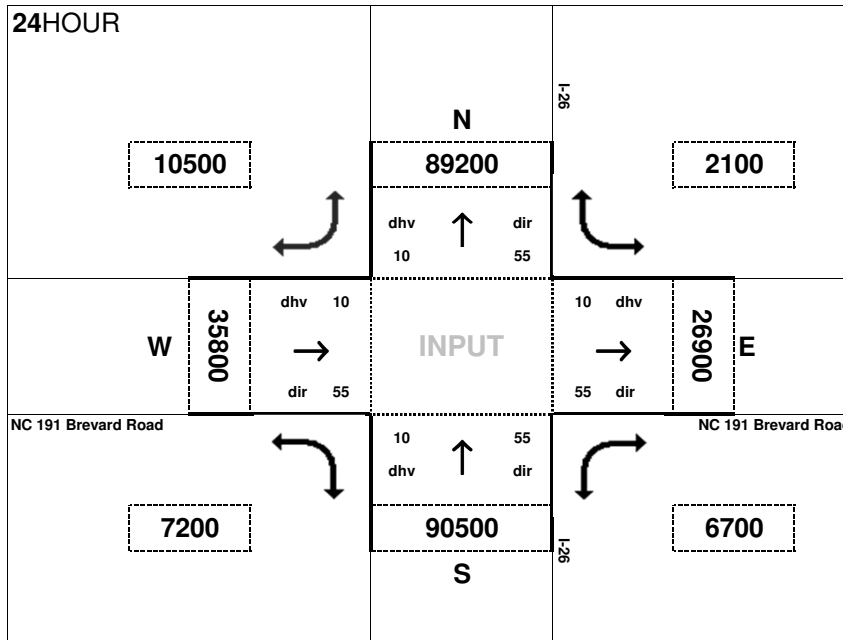 24HOUR
I-26
N
10500
89200
2100
dhv dir
10 55
dhv 10
10 dhv
W
35800
INPUT
26900
E
dir 55
55 dir
NC 191 Brevard Road
NC 191 Brevard Road
10 55
dhv dir
7200
90500
6700
I-26
S